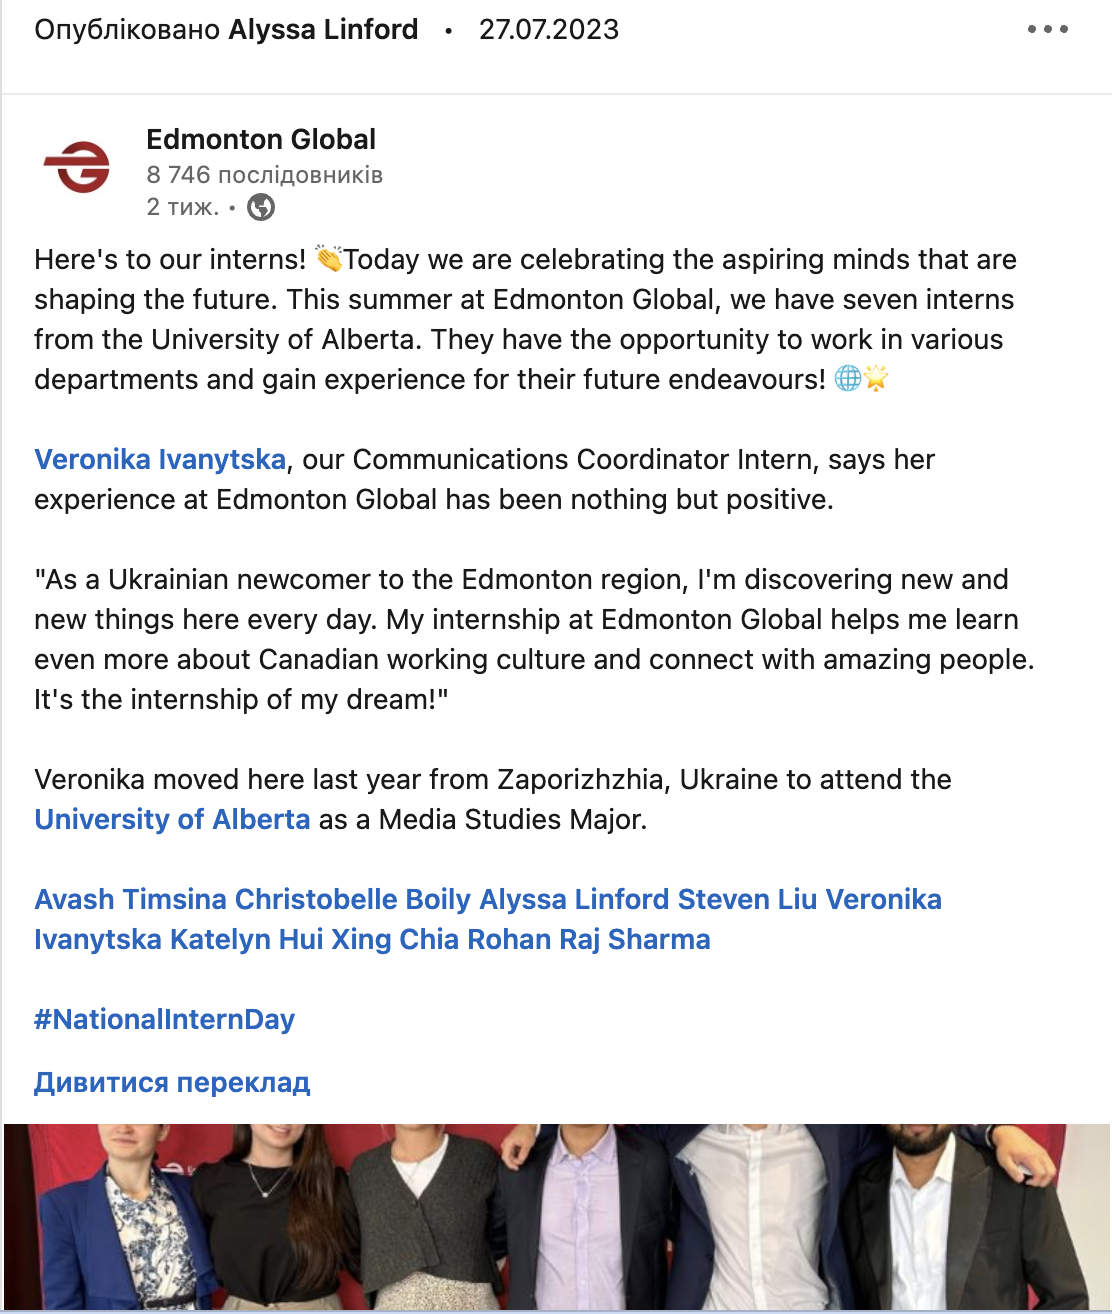 Опубліковано Alyssa Linford • 27.07.2023
Edmonton Global
8 746 послідовників
2 тиж. •
Here's to our interns! 👏Today we are celebrating the aspiring minds that are
shaping the future. This summer at Edmonton Global, we have seven interns
from the University of Alberta. They have the opportunity to work in various
departments and gain experience for their future endeavours! 🌐🌟
Veronika Ivanytska, our Communications Coordinator Intern, says her
experience at Edmonton Global has been nothing but positive.
"As a Ukrainian newcomer to the Edmonton region, I'm discovering new and
new things here every day. My internship at Edmonton Global helps me learn
even more about Canadian working culture and connect with amazing people.
It's the internship of my dream!"
Veronika moved here last year from Zaporizhzhia, Ukraine to attend the
University of Alberta as a Media Studies Major.
Avash Timsina Christobelle Boily Alyssa Linford Steven Liu Veronika
Ivanytska Katelyn Hui Xing Chia Rohan Raj Sharma
#NationalInternDay
Дивитися переклад